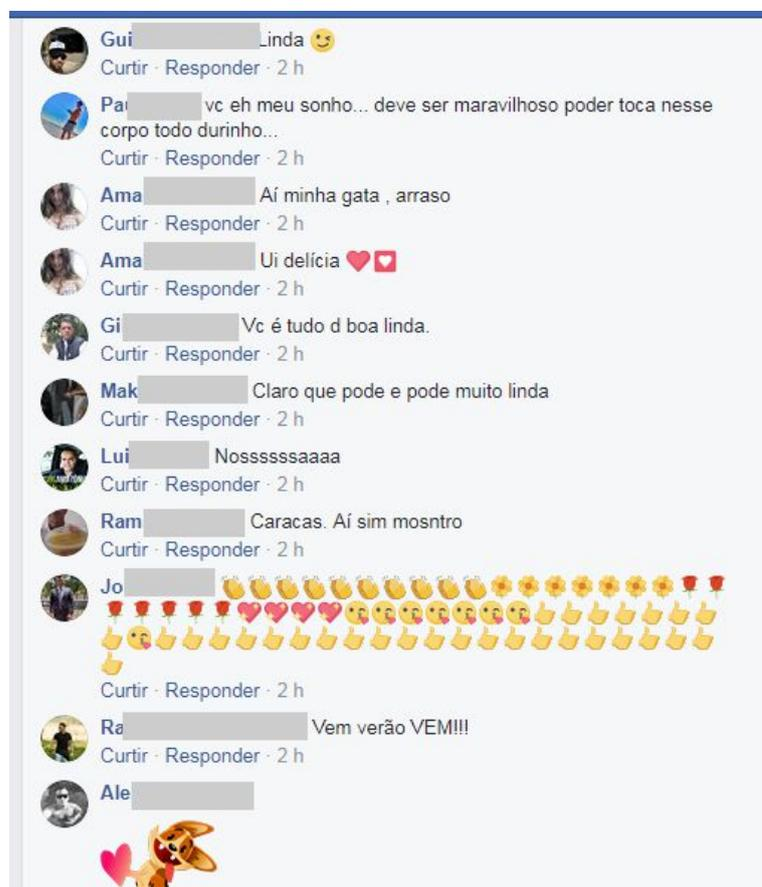 Gui Linda
Curtir · Responder · 2 h
Pa vc eh meu sonho... deve ser maravilhoso poder toca nesse
corpo todo durinho...
Curtir · Responder · 2 h
Ama Aí minha gata , arraso
Curtir · Responder · 2 h
Ama Ui delícia
Curtir · Responder · 2 h
Gi Vc é tudo d boa linda.
Curtir · Responder · 2 h
Mak Claro que pode e pode muito linda
Curtir · Responder · 2 h
Lui Nossssssaaaa
Curtir · Responder · 2 h
Ram Caracas. Aí sim mosntro
Curtir · Responder · 2 h
Jo
Curtir · Responder · 2 h
Ra Vem verão VEM!!!
Curtir · Responder · 2 h
Ale